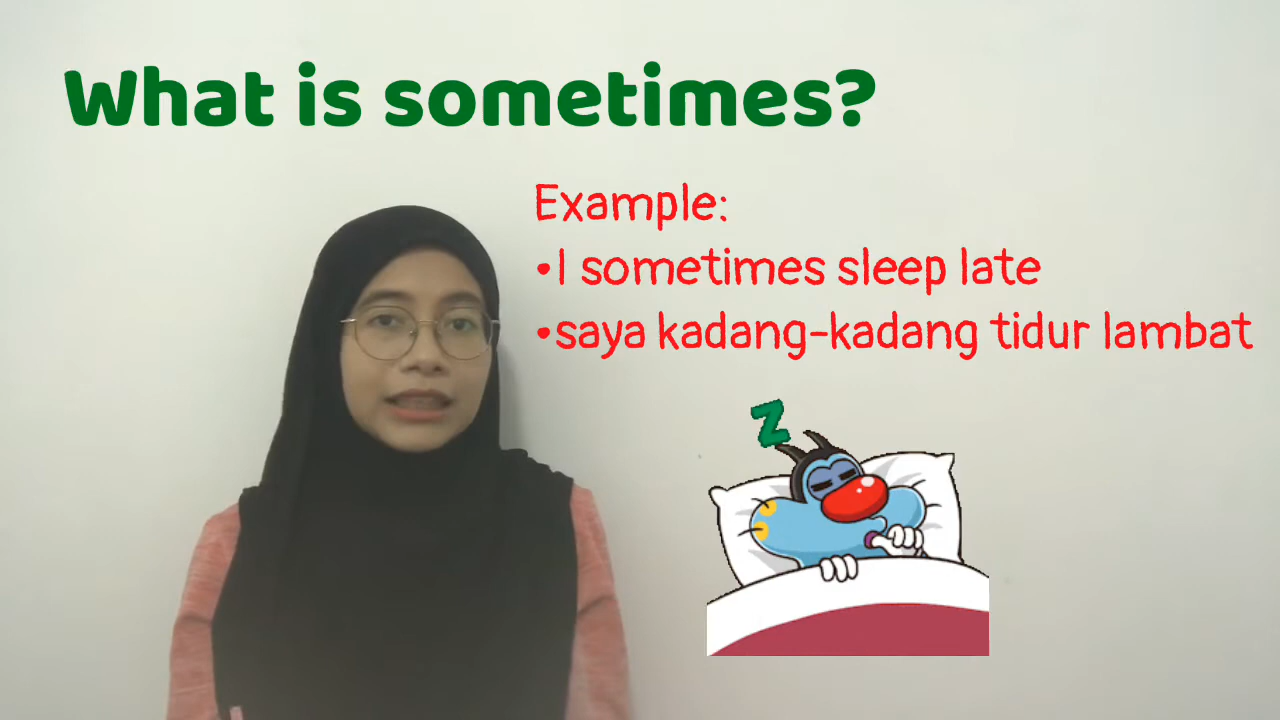 What is sometimes?
Example:
•I sometimes sleep late
•saya kadang-kadang tidur lambat
Z